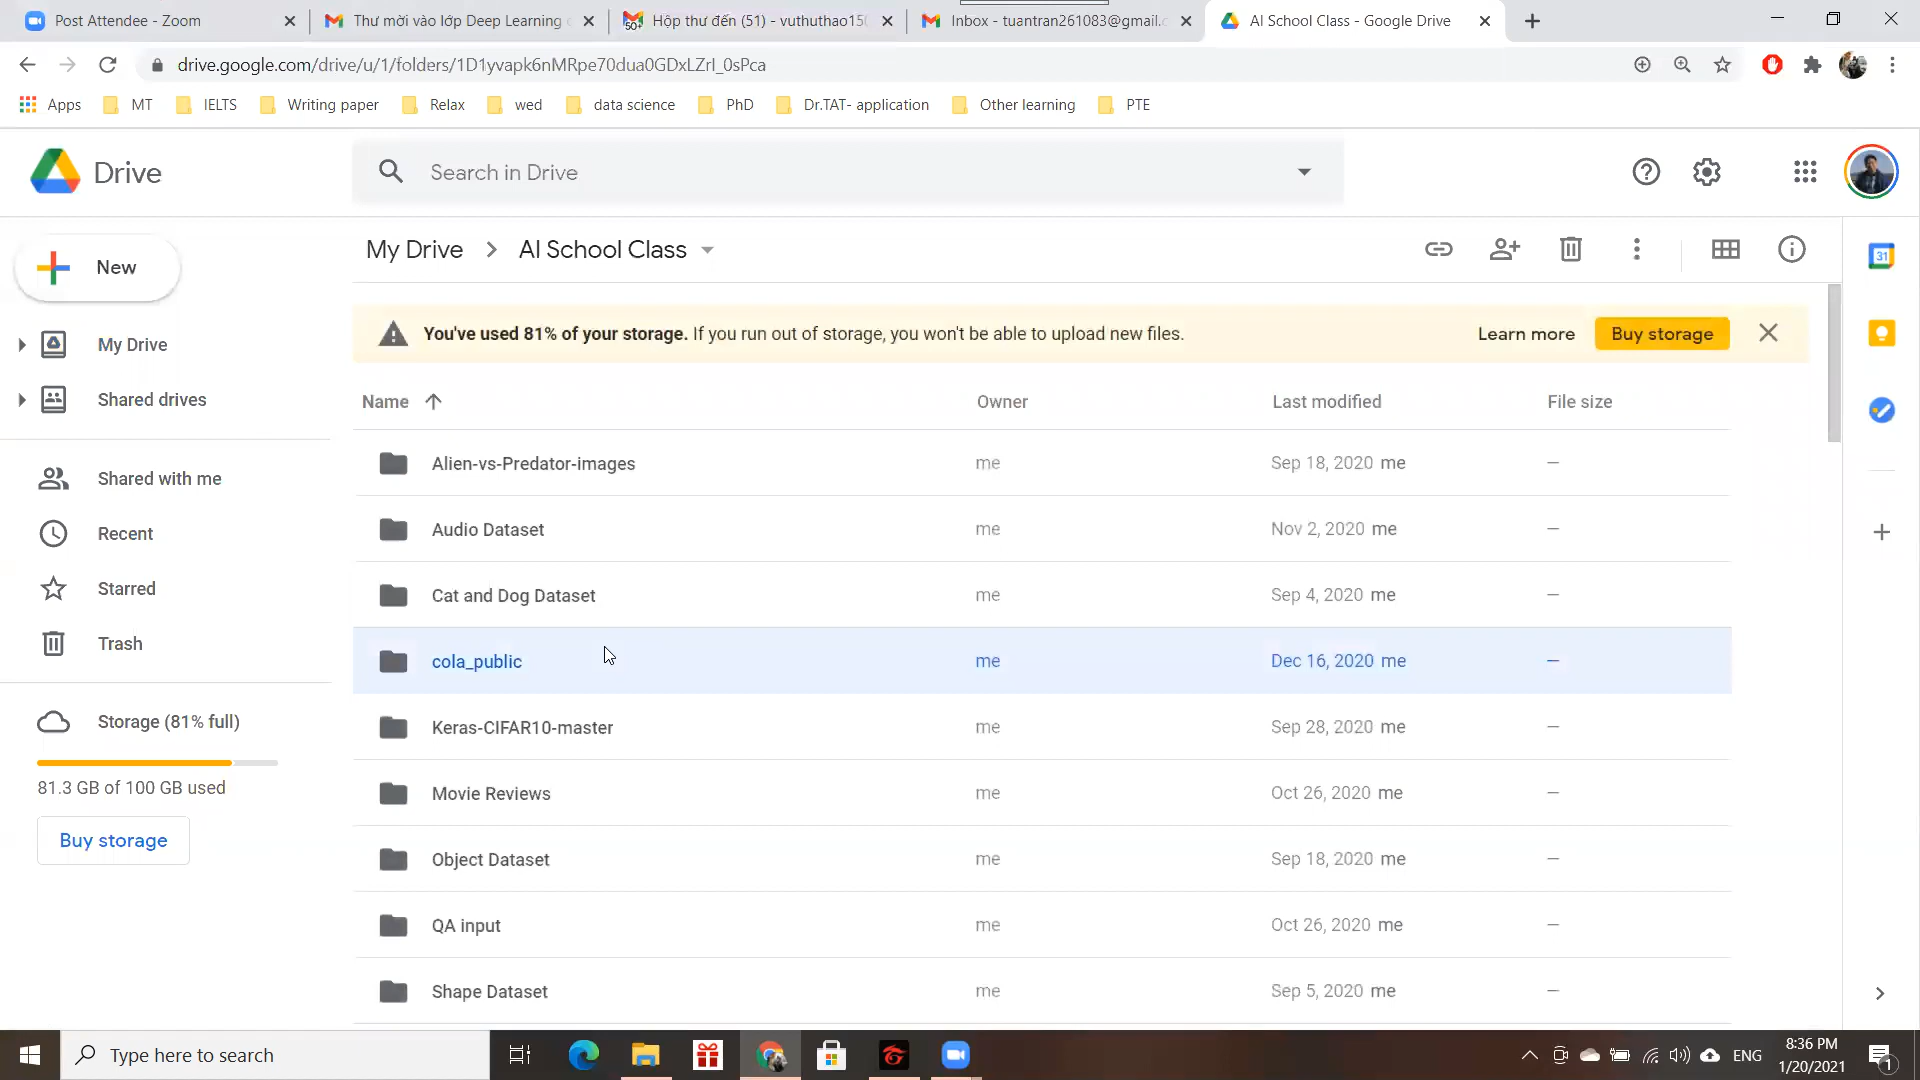 Post Attendee - Zoom
Thư mời vào lớp Deep Learning
Hộp thư đến (51) - vuthuthao150
Inbox - tuantran261083@gmail.c
AI School Class - Google Drive
drive.google.com/drive/u/1/folders/1D1yvapk6nMRpe70dua0GDxLZrI_0sPca
Apps MT IELTS Writing paper Relax wed data science PhD Dr.TAT- application Other learning PTE
Drive
Search in Drive
New
My Drive > AI School Class
You've used 81% of your storage. If you run out of storage, you won't be able to upload new files. Learn more Buy storage
My Drive
Shared drives
Shared with me
Recent
Starred
Trash
Storage (81% full)
81.3 GB of 100 GB used
Buy storage
Name Owner Last modified File size
Alien-vs-Predator-images me Sep 18, 2020 me —
Audio Dataset me Nov 2, 2020 me —
Cat and Dog Dataset me Sep 4, 2020 me —
cola_public me Dec 16, 2020 me —
Keras-CIFAR10-master me Sep 28, 2020 me —
Movie Reviews me Oct 26, 2020 me —
Object Dataset me Sep 18, 2020 me —
QA input me Oct 26, 2020 me —
Shape Dataset me Sep 5, 2020 me —
31
Type here to search
ENG
8:36 PM
1/20/2021
1